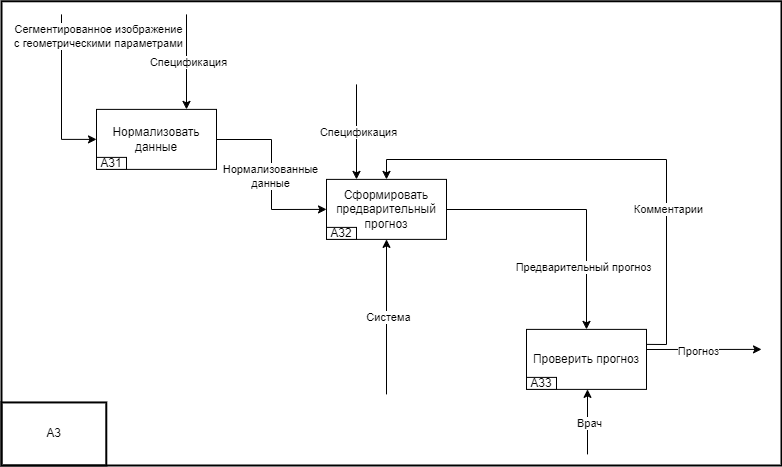 Сегментированное изображение
с геометрическими параметрами
Спецификация
Нормализовать
данные
А31
Нормализованные
данные
Спецификация
Сформировать
предварительный
прогноз
А32
Комментарии
Предварительный прогноз
Система
Проверить прогноз
А33
Прогноз
Врач
А3